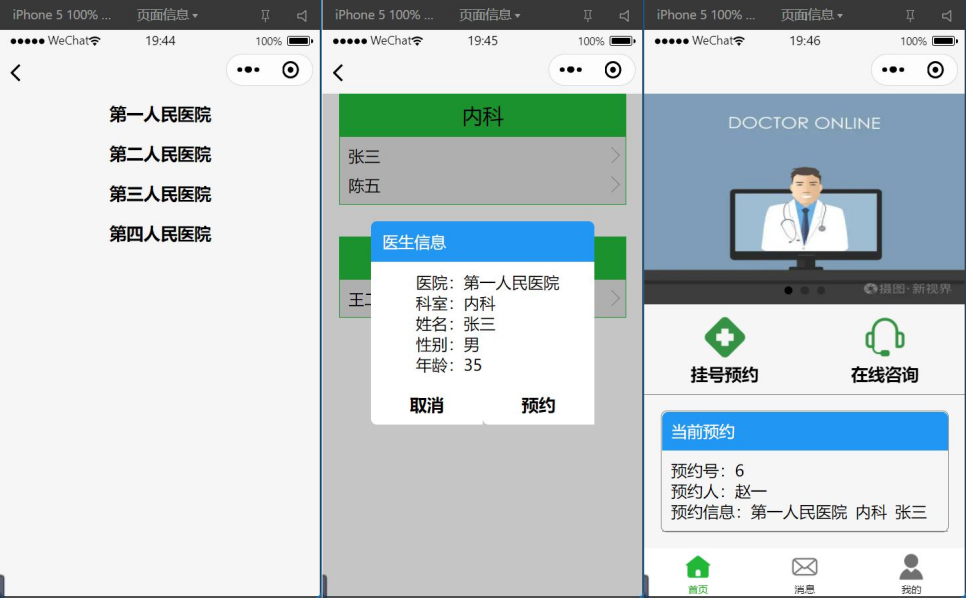 iPhone 5 100% ...
页面信息
WeChat
19:44
100%
第一人民医院
第二人民医院
第三人民医院
第四人民医院
iPhone 5 100% ...
页面信息
WeChat
19:45
100%
内科
张三
陈五
医生信息
医院：第一人民医院
科室：内科
姓名：张三
性别：男
年龄：35
取消
预约
iPhone 5 100% ...
页面信息
WeChat
19:46
100%
DOCTOR ONLINE
摄图·新视界
挂号预约
在线咨询
当前预约
预约号：6
预约人：赵一
预约信息：第一人民医院 内科 张三
首页
消息
我的